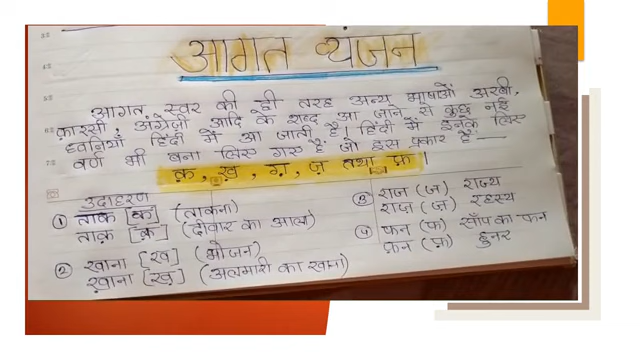 आगत व्यंजन
आगत स्वर की ही तरह अन्य भाषाओं अरबी,
फ़ारसी, अंग्रेज़ी आदि के शब्द आ जाने से कुछ नई
ध्वनियाँ हिंदी में आ जाती हैं। हिंदी में इनके लिए
वर्ण भी बना लिए गए हैं जो इस प्रकार हैं —
क़, ख़, ग़, ज़ तथा फ़।
उदाहरण
① ताक [क] (ताकना)
ताक़ [क़] (दीवार का आला)
② खाना [ख] (भोजन)
ख़ाना [ख़] (अलमारी का खाना)
③ राज (ज) राज्य
राज़ (ज़) रहस्य
④ फन (फ) साँप का फन
फ़न (फ़) हुनर